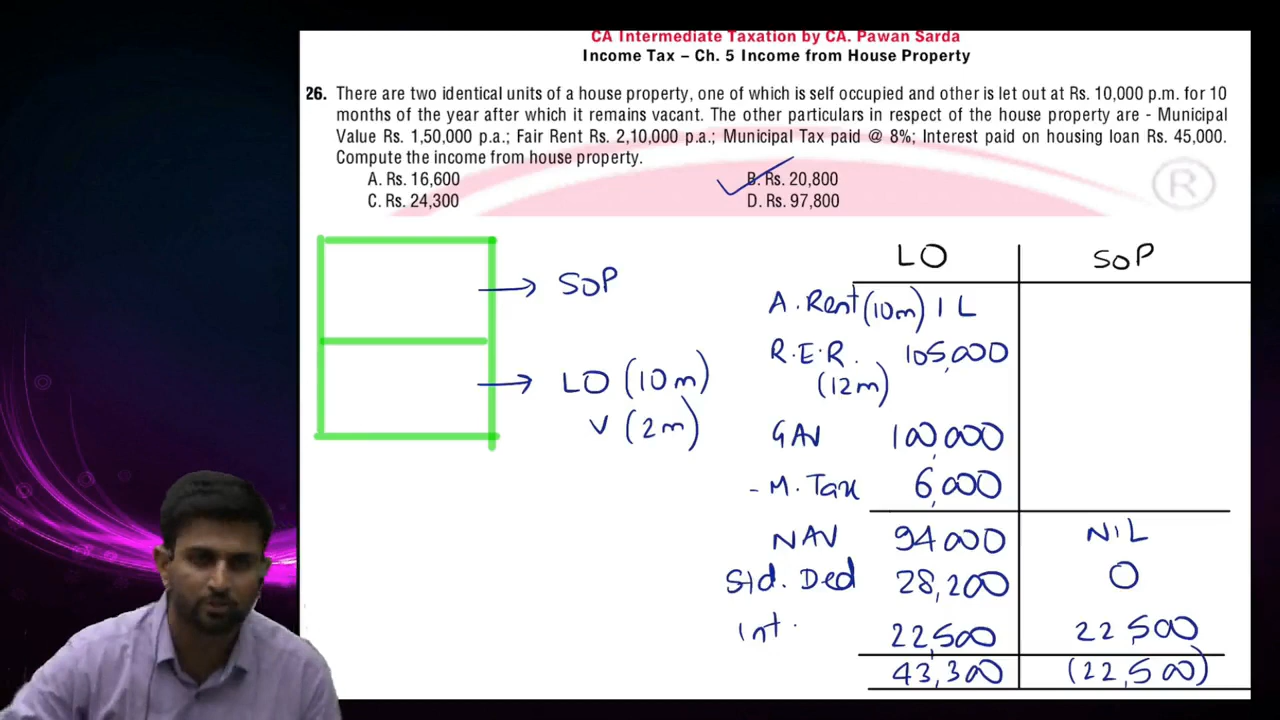 CA Intermediate Taxation by CA. Pawan Sarda
Income Tax – Ch. 5 Income from House Property
26. There are two identical units of a house property, one of which is self occupied and other is let out at Rs. 10,000 p.m. for 10
months of the year after which it remains vacant. The other particulars in respect of the house property are - Municipal
Value Rs. 1,50,000 p.a.; Fair Rent Rs. 2,10,000 p.a.; Municipal Tax paid @ 8%; Interest paid on housing loan Rs. 45,000.
Compute the income from house property.
A. Rs. 16,600 B. Rs. 20,800
C. Rs. 24,300 D. Rs. 97,800
®
→ SOP
→ LO (10m)
V (2m)
LO SOP
A. Rent (10m) 1 L
R.E.R. 105,000
(12m)
GAV 100,000
- M. Tax 6,000
NAV 94000 NIL
Std. Ded 28,200 0
Int. 22,500 22,500
43,300 (22,500)